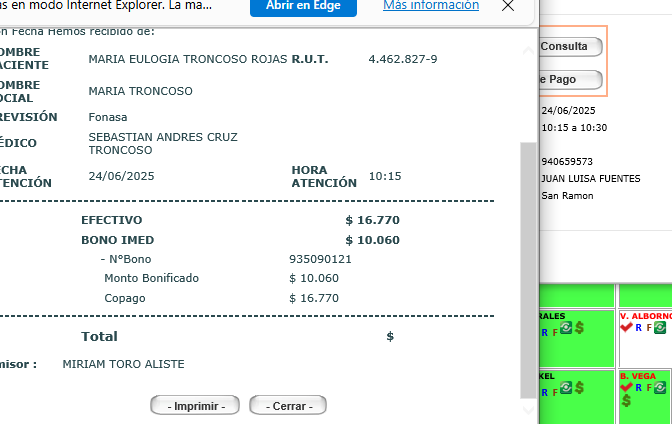 ns en modo Internet Explorer. La ma... Abrir en Edge Más información
on Fecha Hemos recibido de:
OMBRE
ACIENTE MARIA EULOGIA TRONCOSO ROJAS R.U.T. 4.462.827-9
OMBRE
OCIAL MARIA TRONCOSO
REVISIÓN Fonasa
ÉDICO SEBASTIAN ANDRES CRUZ
TRONCOSO
ECHA
TENCIÓN 24/06/2025 HORA
ATENCIÓN 10:15
EFECTIVO $ 16.770
BONO IMED $ 10.060
- N°Bono 935090121
Monto Bonificado $ 10.060
Copago $ 16.770
Total $
misor : MIRIAM TORO ALISTE
- Imprimir - - Cerrar -
Consulta
e Pago
24/06/2025
10:15 a 10:30
940659573
JUAN LUISA FUENTES
San Ramon
RALES V. ALBORNO
R F $ R F
KEL B. VEGA
R F $ R F
$